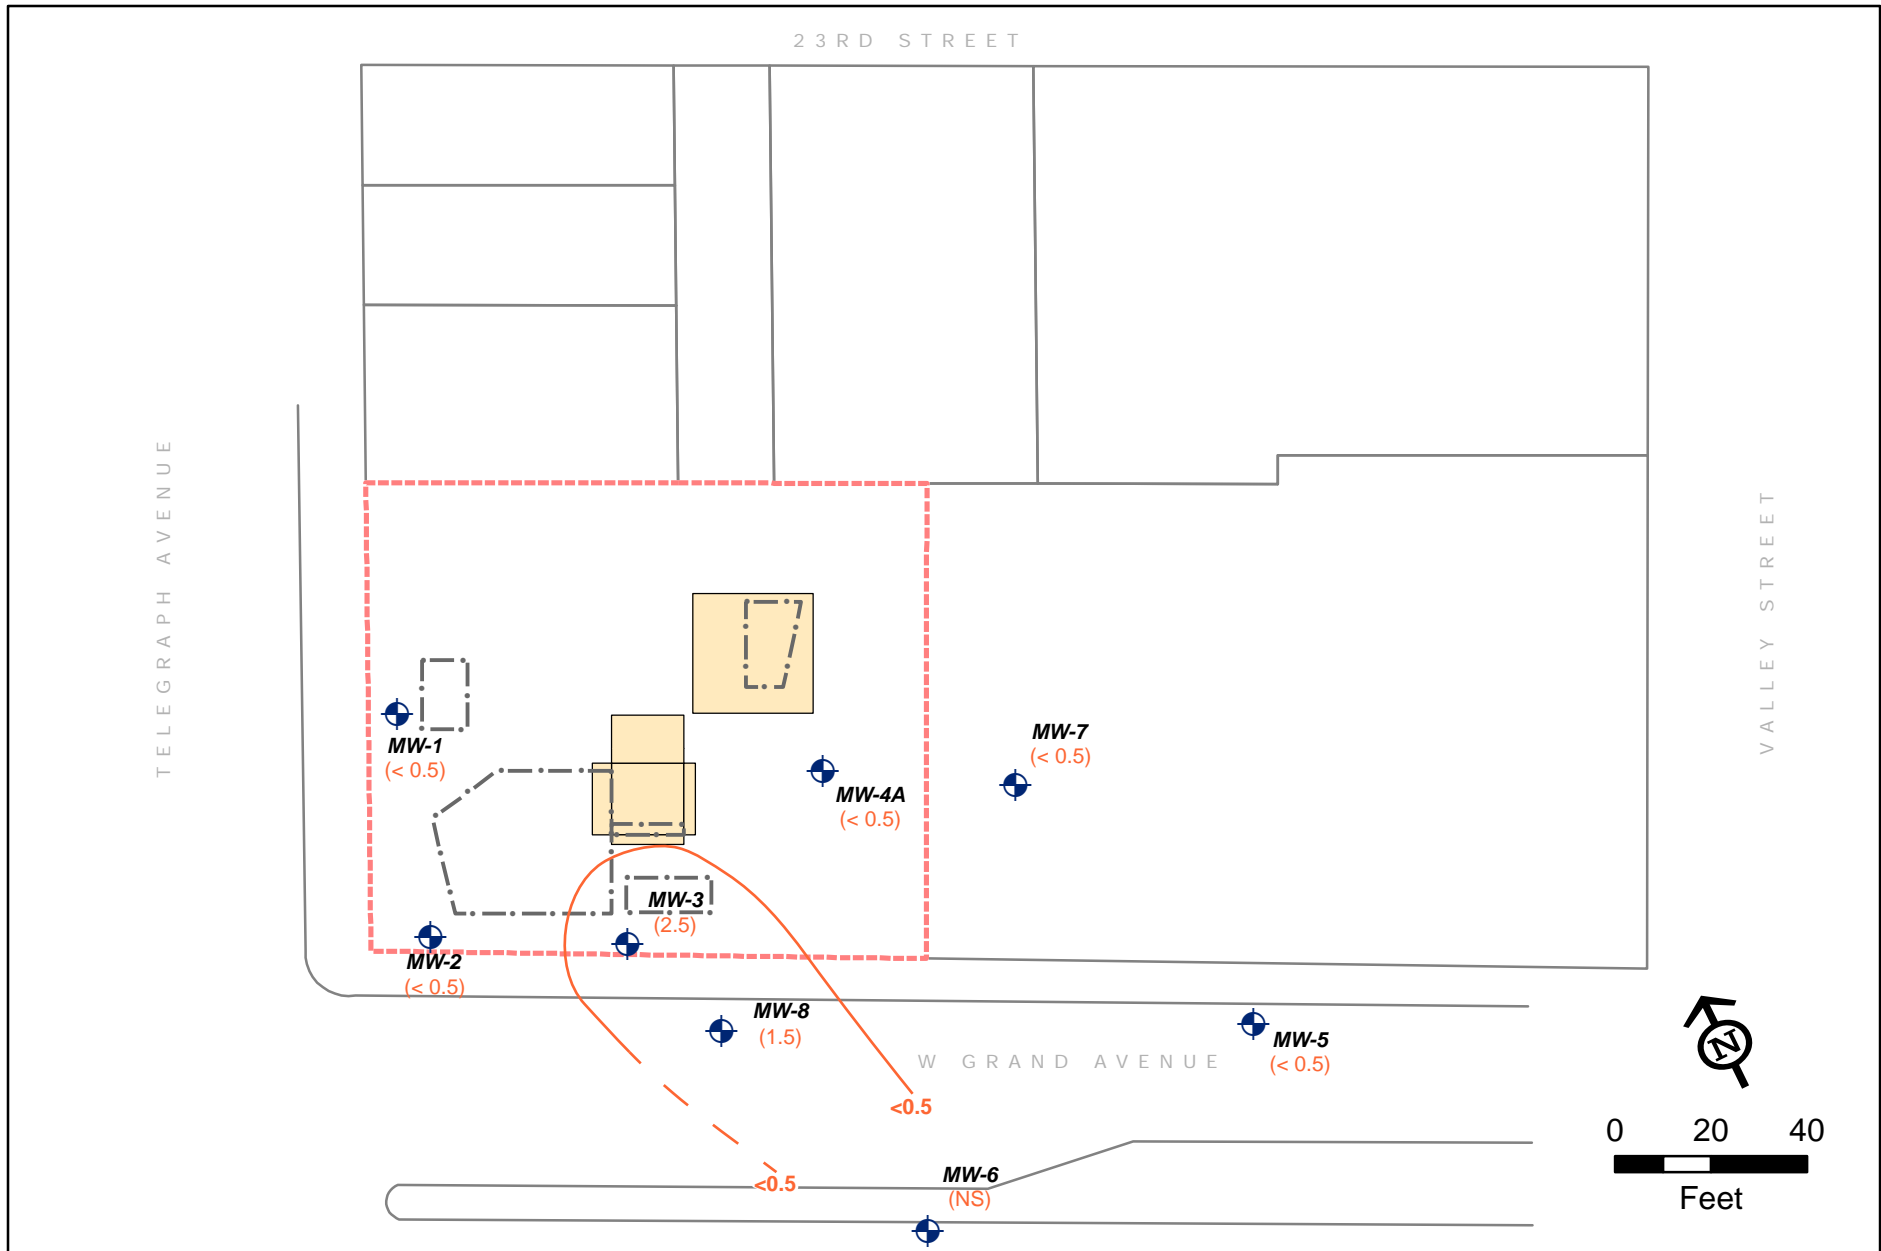 23RD STREET
TELEGRAPH AVENUE
VALLEY STREET
MW-7
(< 0.5)
MW-1
(< 0.5)
MW-4A
(< 0.5)
MW-3
(2.5)
MW-2
(< 0.5)
MW-8
(1.5)
W GRAND AVENUE
MW-5
(< 0.5)
N
<0.5
0 20 40
Feet
MW-6
(NS)
<0.5